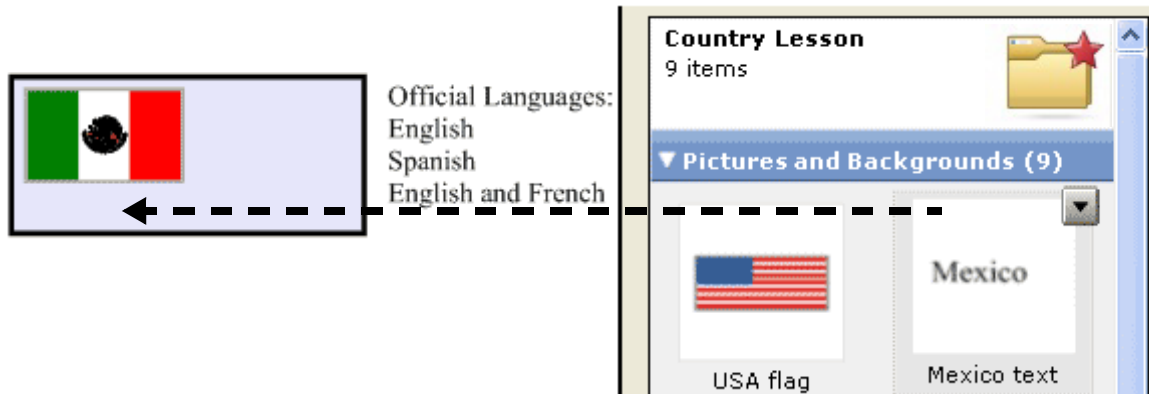 Official Languages:
English
Spanish
English and French
Country Lesson
9 items
Pictures and Backgrounds (9)
Mexico
USA flag
Mexico text